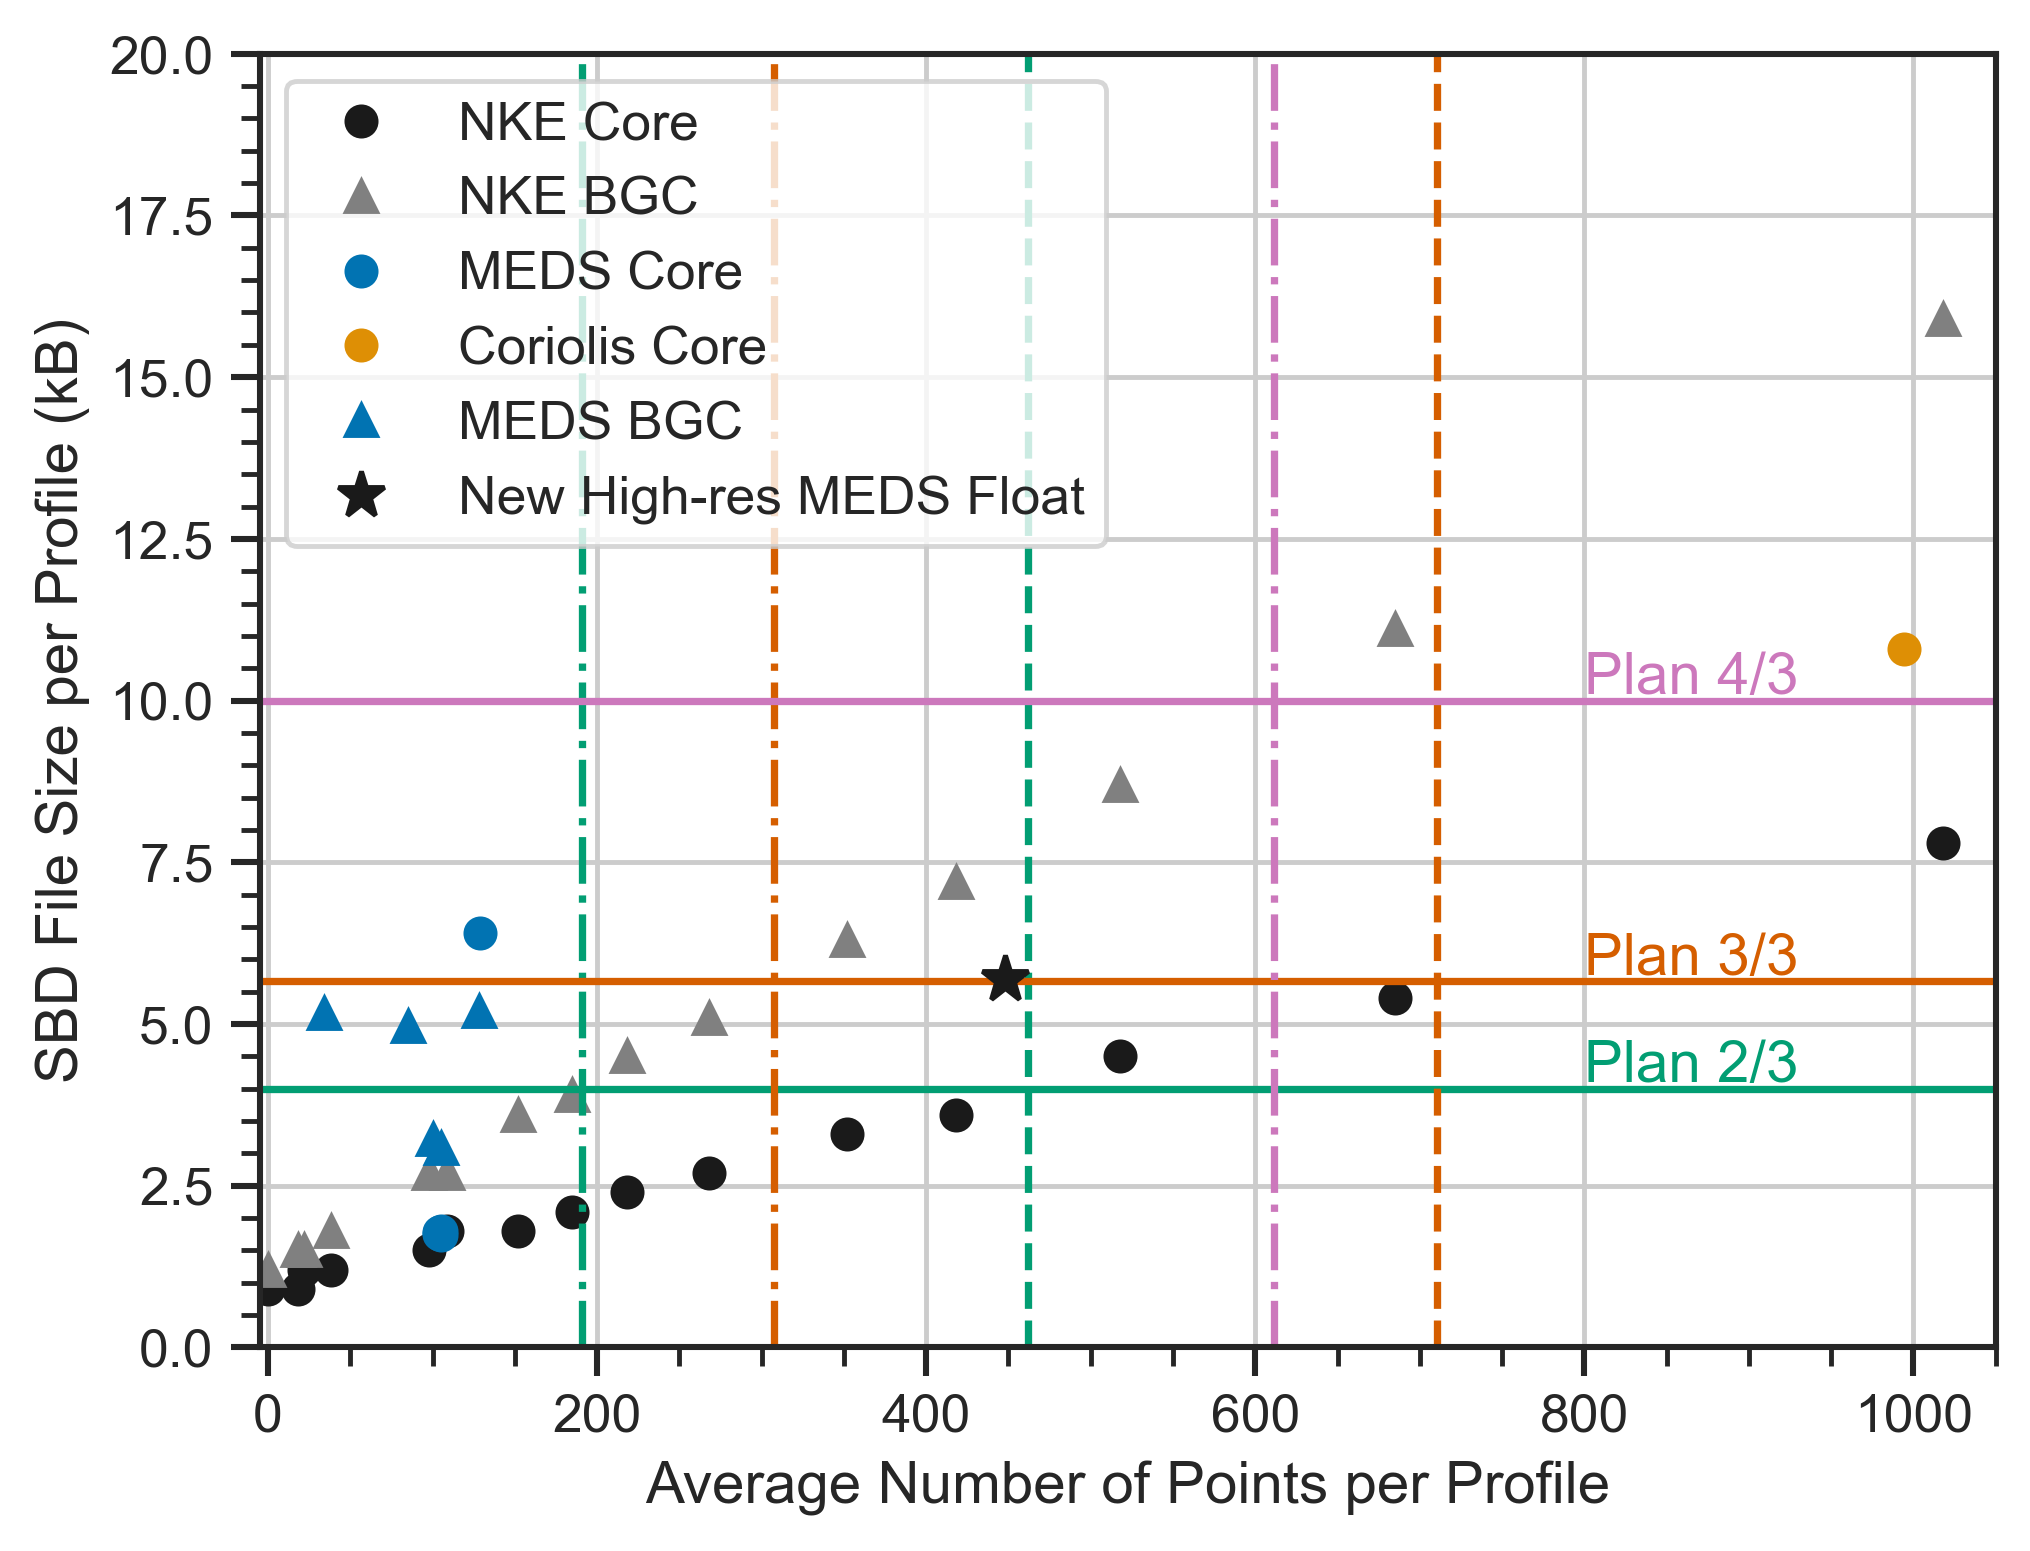 20.0
17.5
15.0
12.5
10.0
7.5
5.0
2.5
0.0
SBD File Size per Profile (kB)
NKE Core
NKE BGC
MEDS Core
Coriolis Core
MEDS BGC
New High-res MEDS Float
Plan 4/3
Plan 3/3
Plan 2/3
0 200 400 600 800 1000
Average Number of Points per Profile